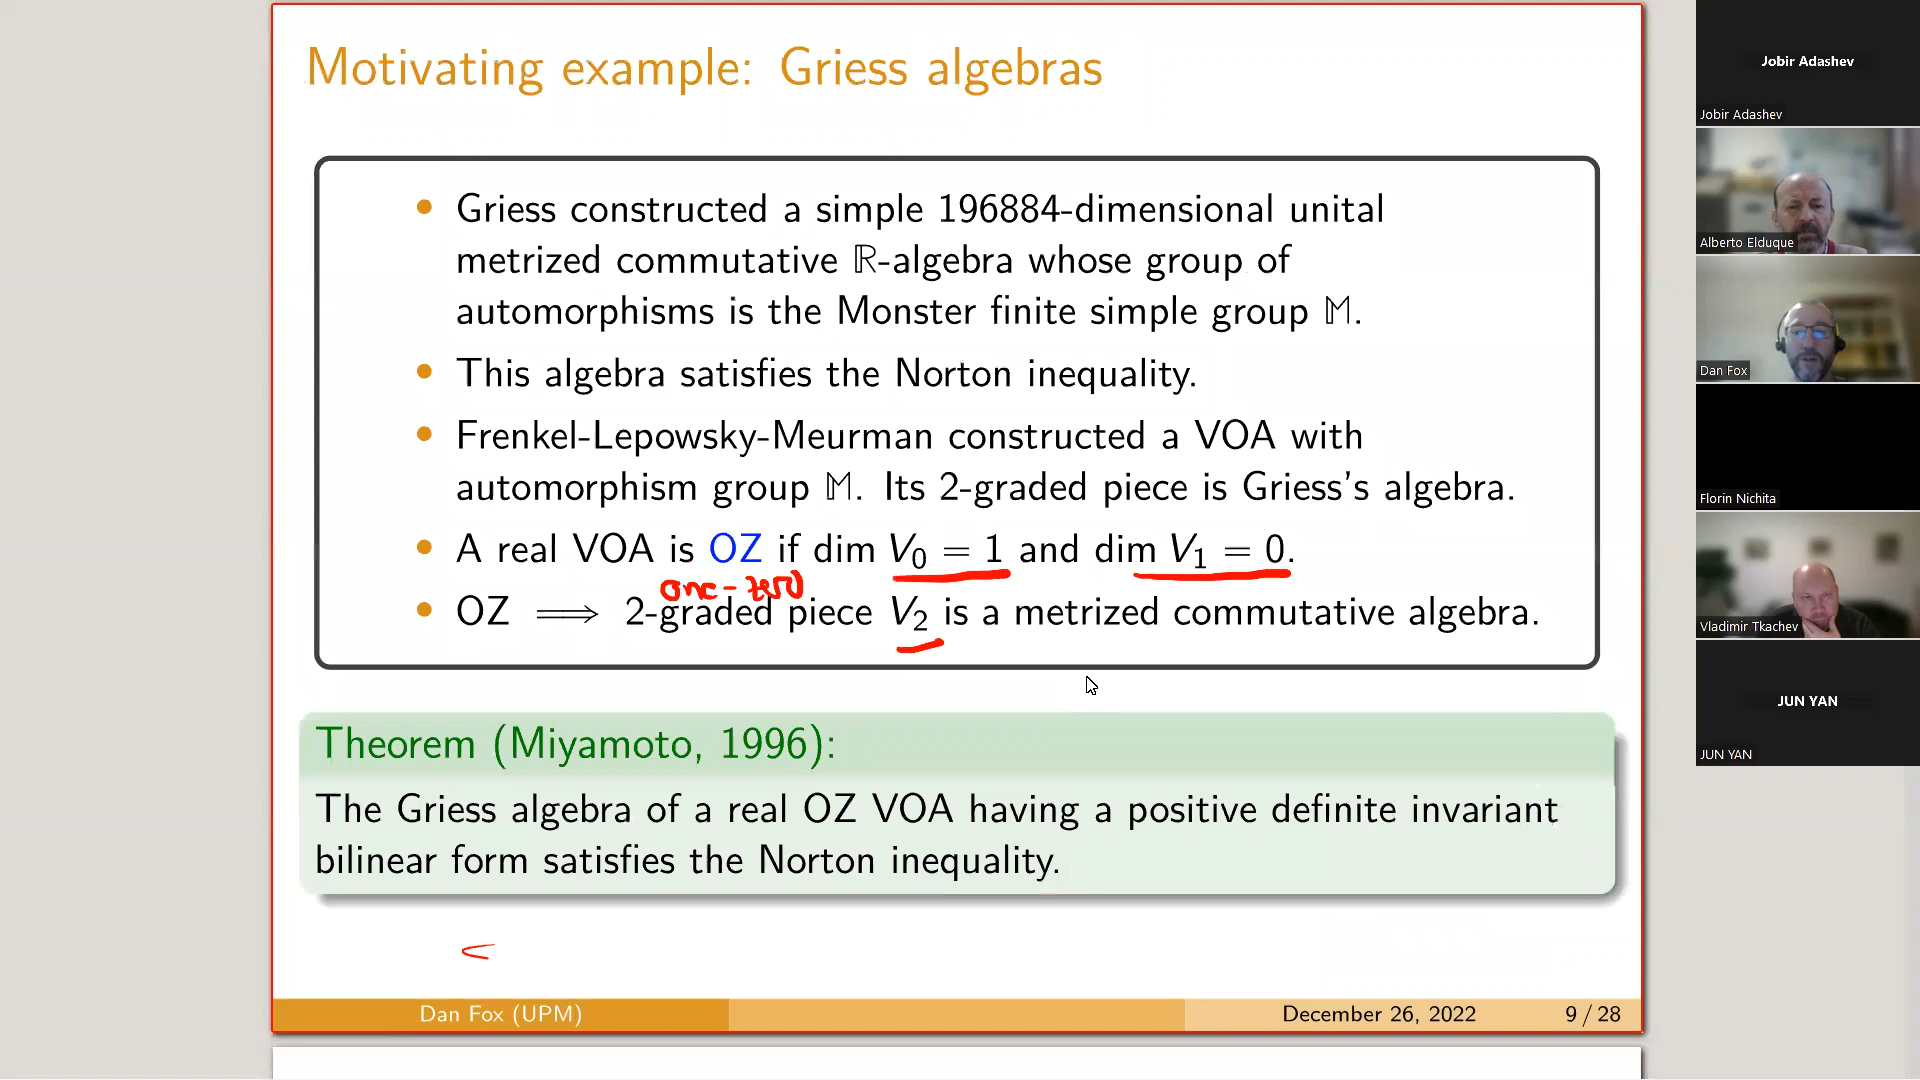 Motivating example: Griess algebras
• Griess constructed a simple 196884-dimensional unital
metrized commutative ℝ-algebra whose group of
automorphisms is the Monster finite simple group 𝕄.
• This algebra satisfies the Norton inequality.
• Frenkel-Lepowsky-Meurman constructed a VOA with
automorphism group 𝕄. Its 2-graded piece is Griess's algebra.
• A real VOA is OZ if dim V₀ = 1 and dim V₁ = 0.
one-zero
• OZ ⟹ 2-graded piece V₂ is a metrized commutative algebra.
Theorem (Miyamoto, 1996):
The Griess algebra of a real OZ VOA having a positive definite invariant
bilinear form satisfies the Norton inequality.
Dan Fox (UPM)
December 26, 2022
9 / 28
Jobir Adashev
Jobir Adashev
Alberto Elduque
Dan Fox
Florin Nichita
Vladimir Tkachev
JUN YAN
JUN YAN